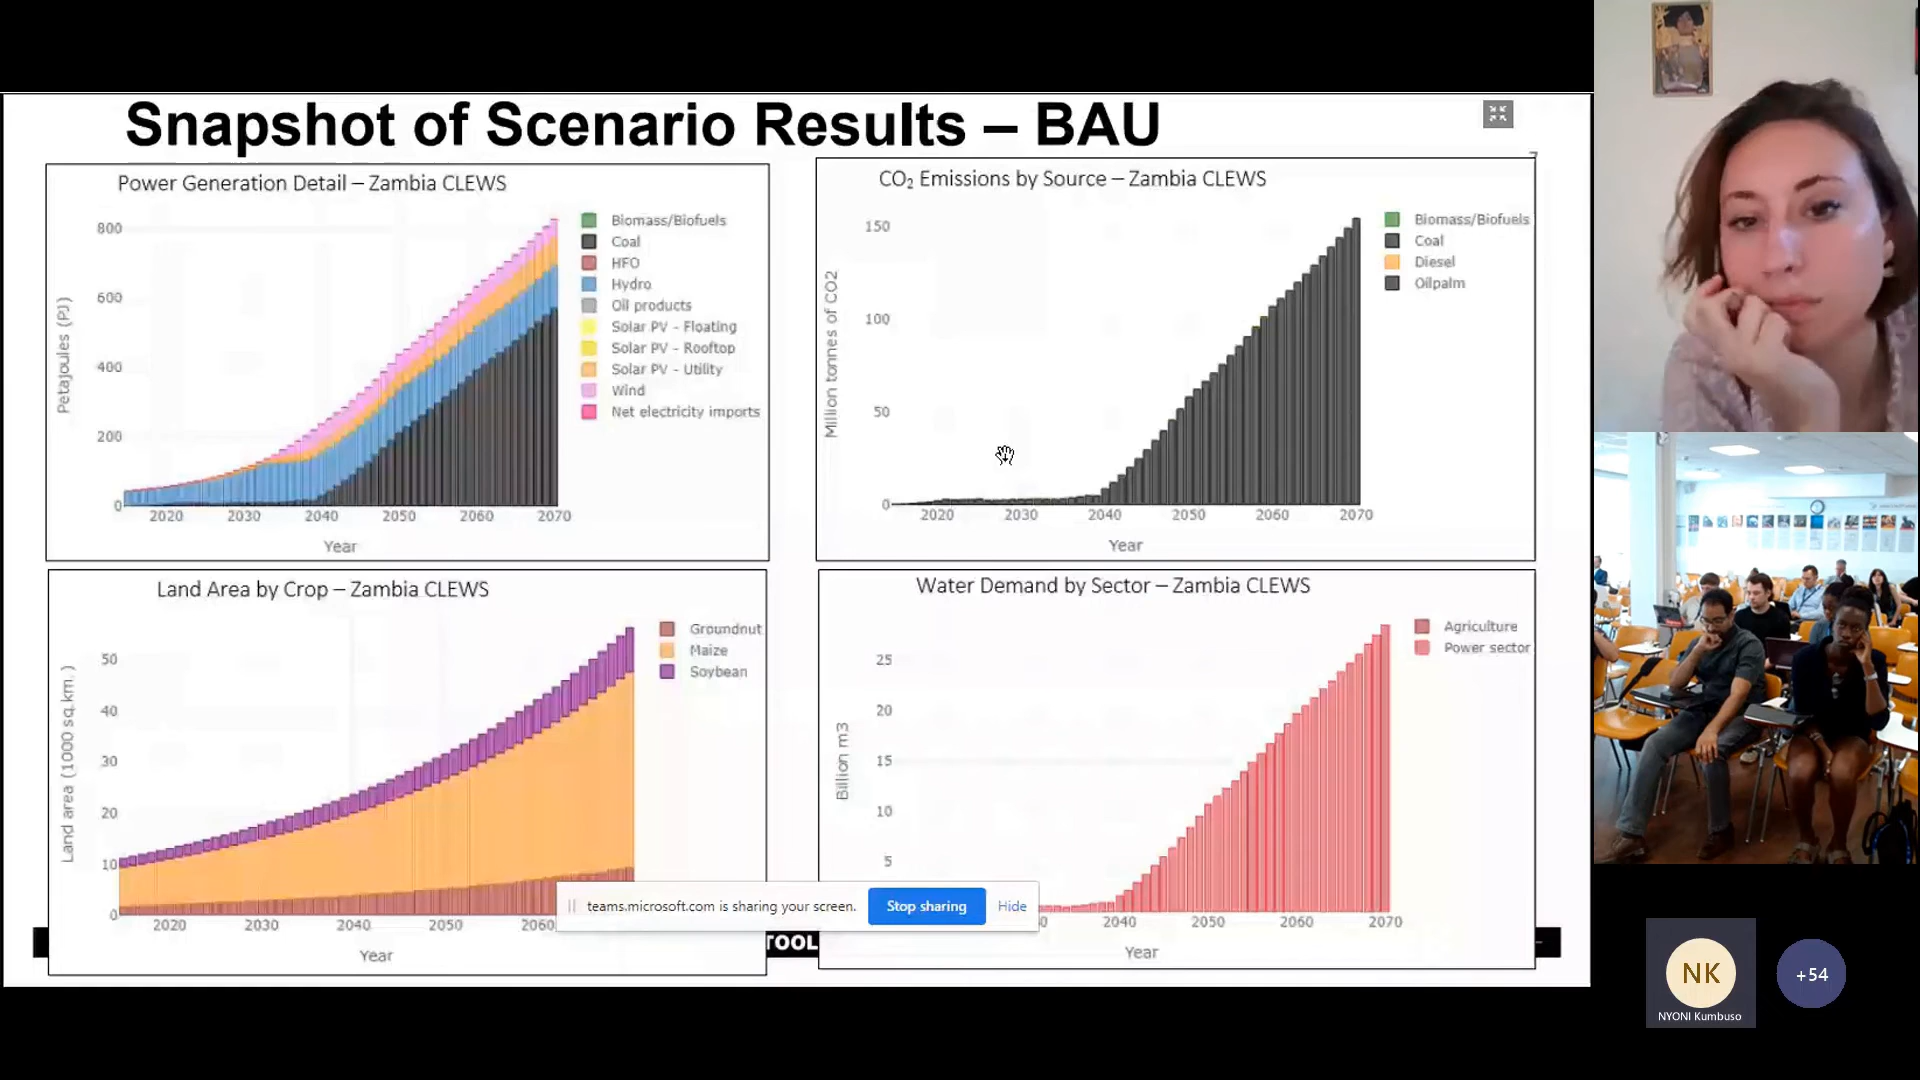 Snapshot of Scenario Results – BAU
7
Power Generation Detail – Zambia CLEWS
800
600
400
200
0
Petajoules (PJ)
2020 2030 2040 2050 2060 2070
Year
Biomass/Biofuels
Coal
HFO
Hydro
Oil products
Solar PV - Floating
Solar PV - Rooftop
Solar PV - Utility
Wind
Net electricity imports
CO₂ Emissions by Source – Zambia CLEWS
150
100
50
0
Million tonnes of CO2
2020 2030 2040 2050 2060 2070
Year
Biomass/Biofuels
Coal
Diesel
Oilpalm
Land Area by Crop – Zambia CLEWS
50
40
30
20
10
0
Land area (1000 sq.km.)
2020 2030 2040 2050 2060
Year
Groundnut
Maize
Soybean
Water Demand by Sector – Zambia CLEWS
25
20
15
10
5
Billion m3
2040 2050 2060 2070
Year
Agriculture
Power sector
teams.microsoft.com is sharing your screen.
Stop sharing
Hide
TOOL
NK
NYONI Kumbuso
+54